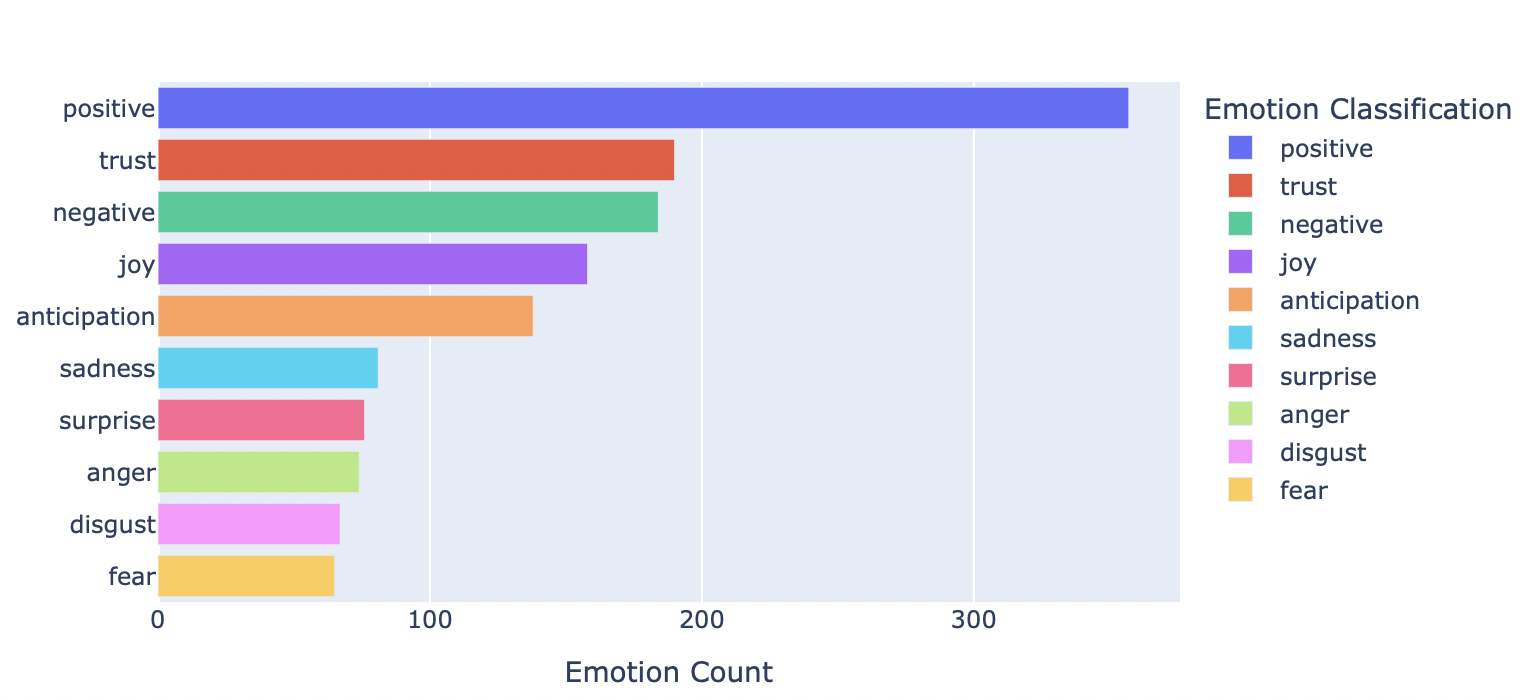 positive
trust
negative
joy
anticipation
sadness
surprise
anger
disgust
fear
0 100 200 300
Emotion Count
Emotion Classification
positive
trust
negative
joy
anticipation
sadness
surprise
anger
disgust
fear